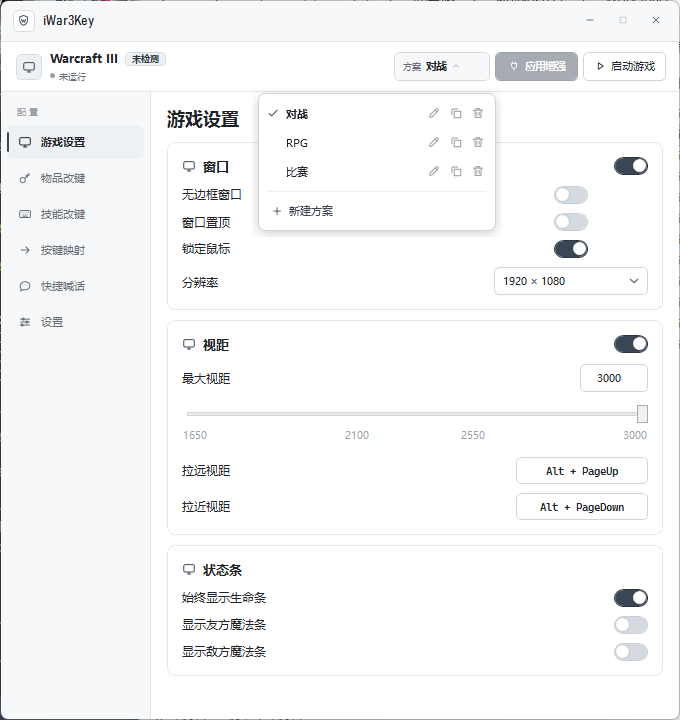 iWar3Key
Warcraft III 未检测
未运行
方案 对战
应用增强
启动游戏
配置
游戏设置
物品改键
技能改键
按键映射
快捷喊话
设置
游戏设置
对战
RPG
比赛
+ 新建方案
窗口
无边框窗口
窗口置顶
锁定鼠标
分辨率 1920 × 1080
视距
最大视距 3000
1650 2100 2550 3000
拉远视距 Alt + PageUp
拉近视距 Alt + PageDown
状态条
始终显示生命条
显示友方魔法条
显示敌方魔法条